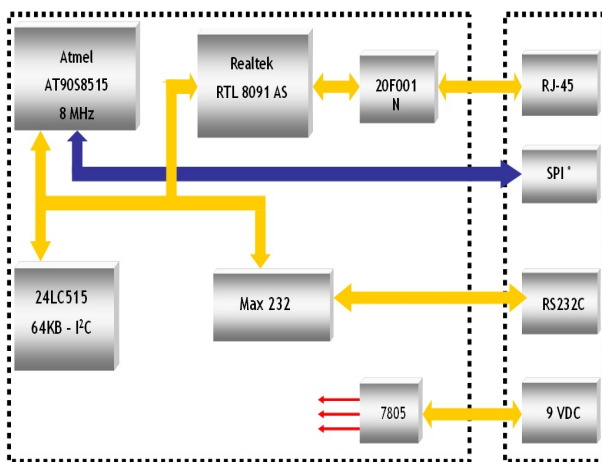 Atmel
AT90S8515
8 MHz
Realtek
RTL 8091 AS
20F001
N
RJ-45
SPI *
24LC515
64KB - I²C
Max 232
RS232C
7805
9 VDC